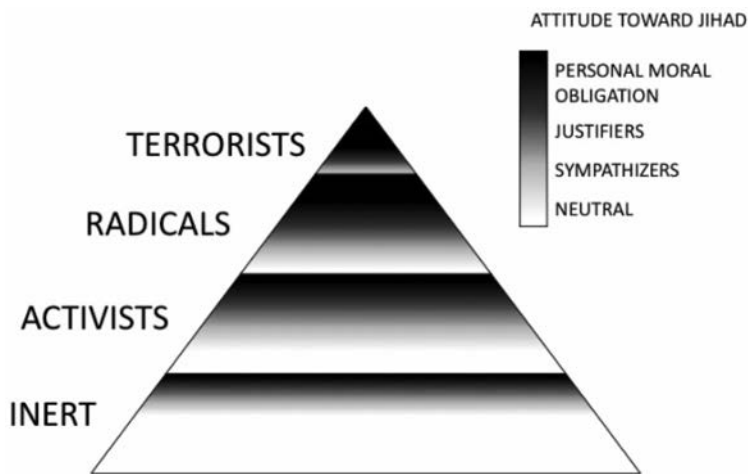 ATTITUDE TOWARD JIHAD
PERSONAL MORAL
OBLIGATION
JUSTIFIERS
SYMPATHIZERS
NEUTRAL
TERRORISTS
RADICALS
ACTIVISTS
INERT